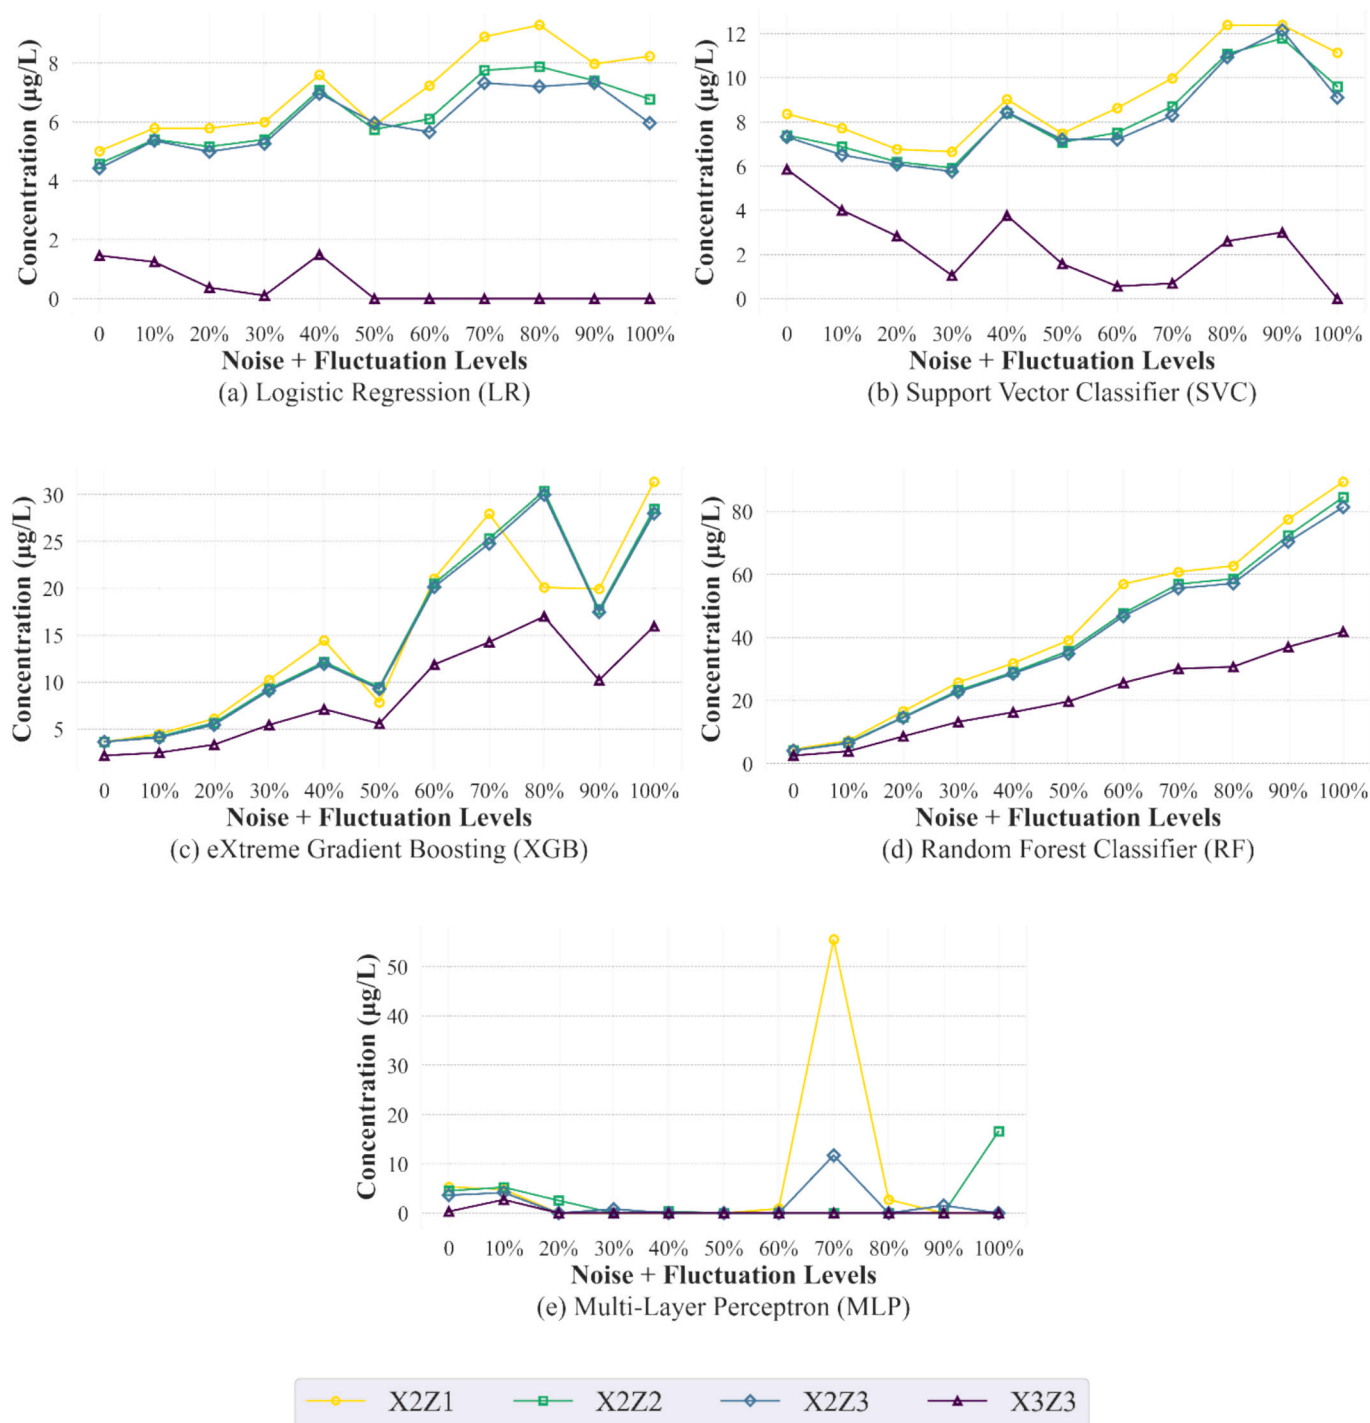 Concentration (µg/L)
12
10
8
6
4
2
0
0 10% 20% 30% 40% 50% 60% 70% 80% 90% 100%
Noise + Fluctuation Levels
(a) Logistic Regression (LR)
Concentration (µg/L)
8
6
4
2
0
0 10% 20% 30% 40% 50% 60% 70% 80% 90% 100%
Noise + Fluctuation Levels
(b) Support Vector Classifier (SVC)
Concentration (µg/L)
30
25
20
15
10
5
0 10% 20% 30% 40% 50% 60% 70% 80% 90% 100%
Noise + Fluctuation Levels
(c) eXtreme Gradient Boosting (XGB)
Concentration (µg/L)
80
60
40
20
0
0 10% 20% 30% 40% 50% 60% 70% 80% 90% 100%
Noise + Fluctuation Levels
(d) Random Forest Classifier (RF)
Concentration (µg/L)
50
40
30
20
10
0
0 10% 20% 30% 40% 50% 60% 70% 80% 90% 100%
Noise + Fluctuation Levels
(e) Multi-Layer Perceptron (MLP)
X2Z1 X2Z2 X2Z3 X3Z3